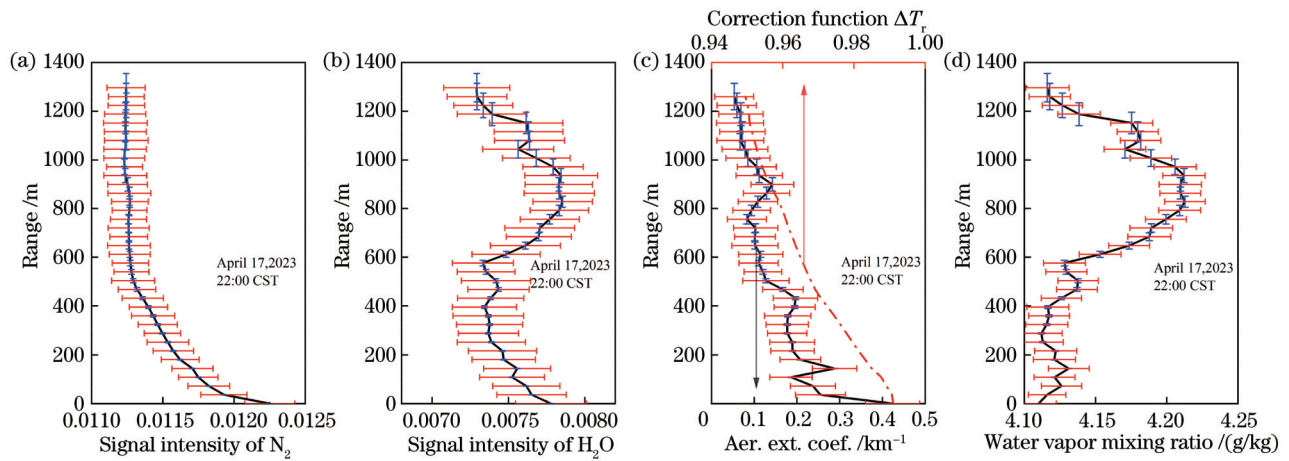 Correction function ΔTr
0.94 0.96 0.98 1.00
(a) (b) (c) (d)
1400 1400 1400 1400
1200 1200 1200 1200
1000 1000 1000 1000
800 800 800 800
600 600 600 600
400 400 400 400
200 200 200 200
0 0 0 0
Range /m Range /m Range /m Range /m
April 17,2023
22:00 CST
April 17,2023
22:00 CST
April 17,2023
22:00 CST
April 17,2023
22:00 CST
0.0110 0.0115 0.0120 0.0125
0.0070 0.0075 0.0080
0 0.1 0.2 0.3 0.4 0.5
4.10 4.15 4.20 4.25
Signal intensity of N2
Signal intensity of H2O
Aer. ext. coef. /km−1
Water vapor mixing ratio /(g/kg)